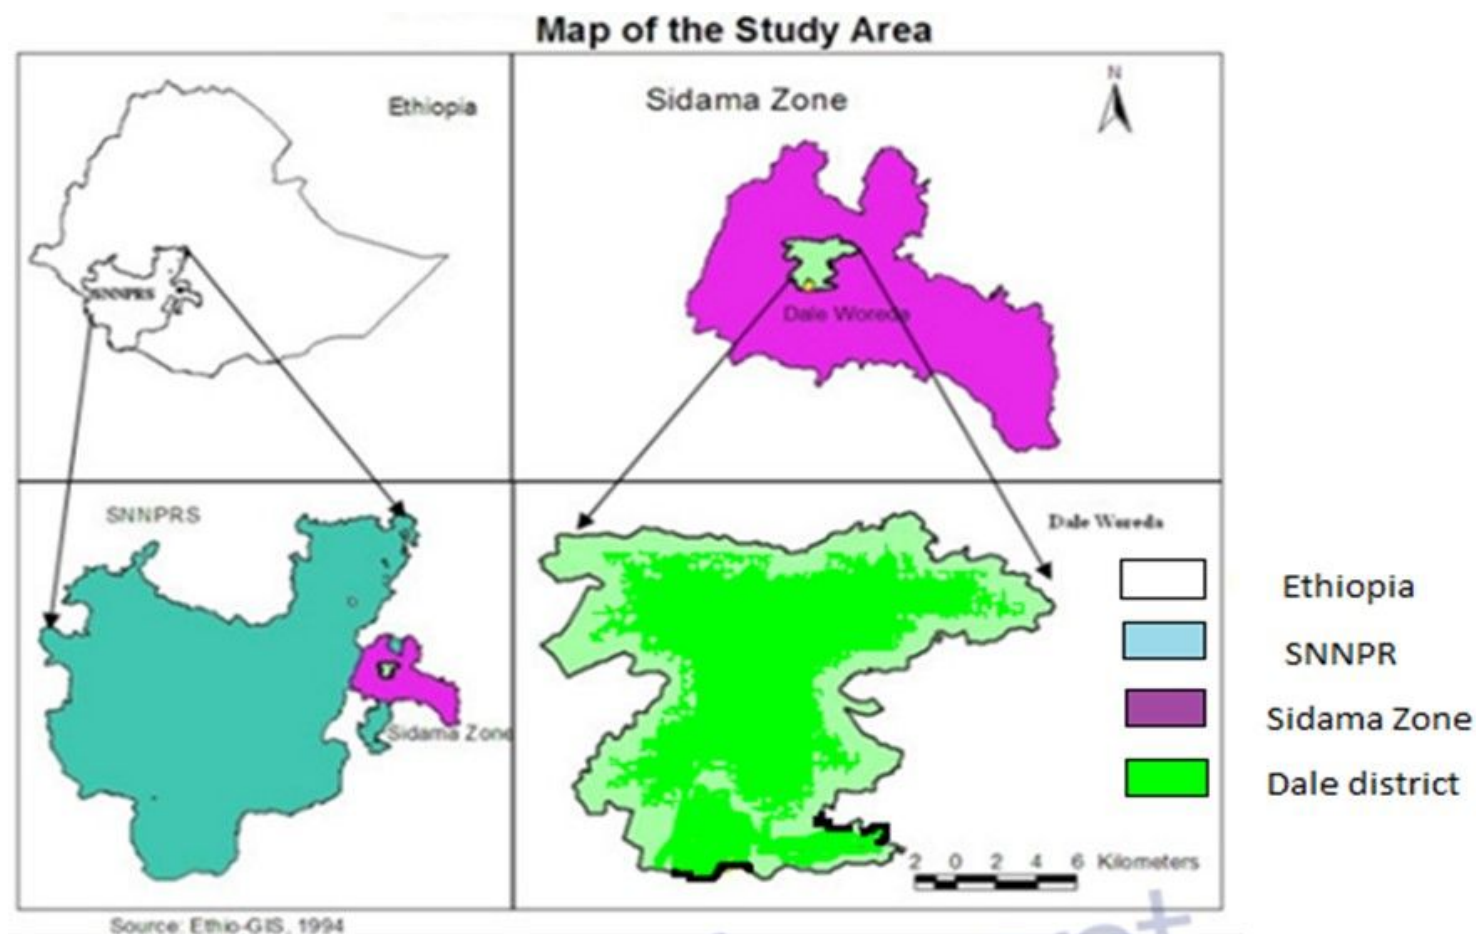 Map of the Study Area
Ethiopia
SNNPRS
Sidama Zone
N
Dale Woreda
SNNPRS
Sidama Zone
Dale Woreda
Ethiopia
SNNPR
Sidama Zone
Dale district
2 0 2 4 6 Kilometers
Source: Ethio-GIS, 1994